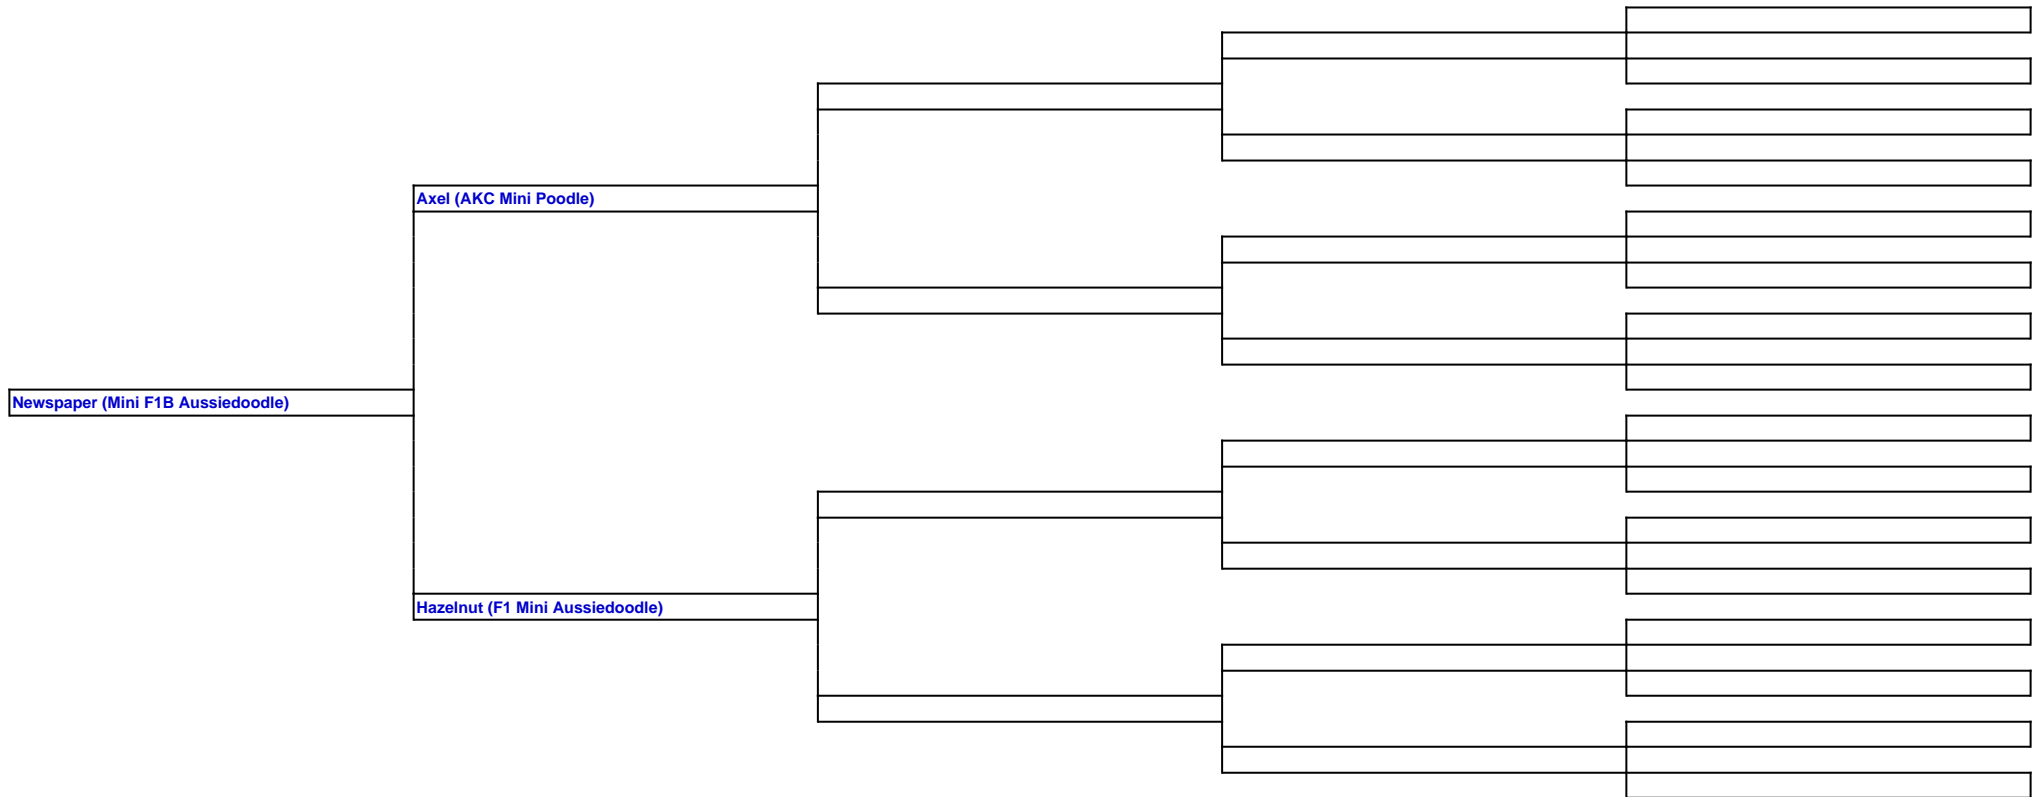 Axel (AKC Mini Poodle)
Newspaper (Mini F1B Aussiedoodle)
Hazelnut (F1 Mini Aussiedoodle)